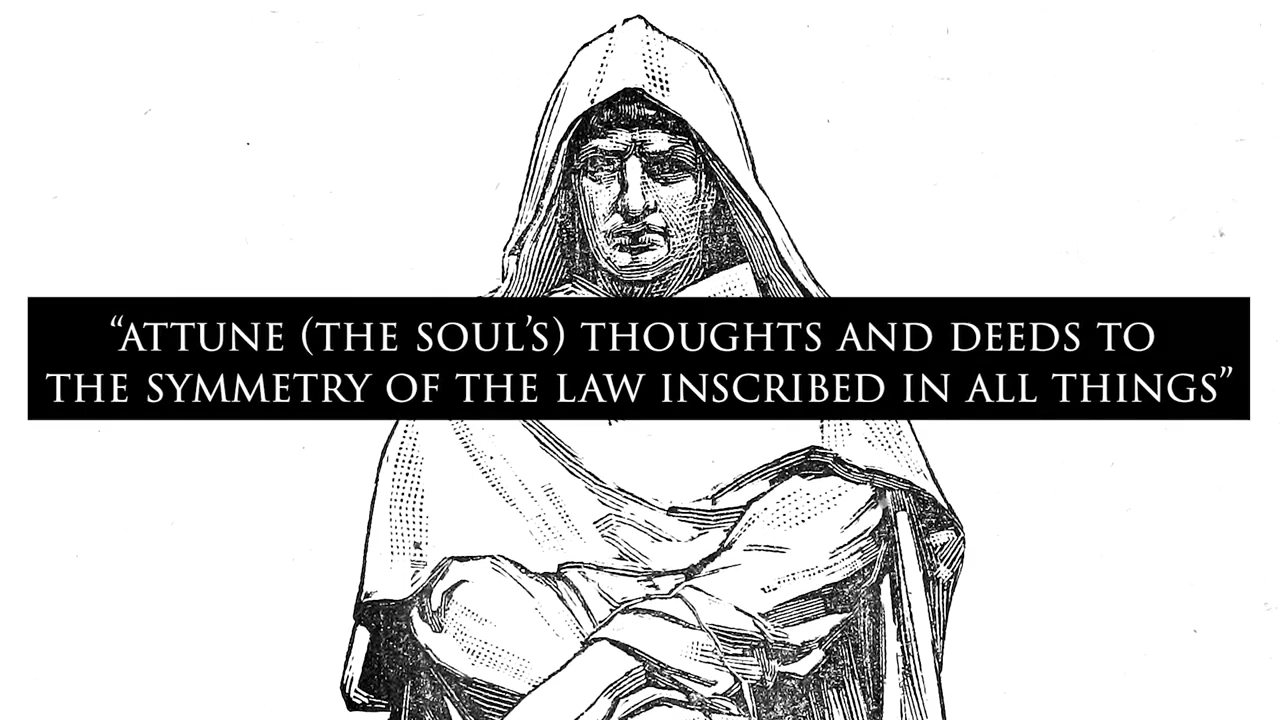 “ATTUNE (THE SOUL’S) THOUGHTS AND DEEDS TO
THE SYMMETRY OF THE LAW INSCRIBED IN ALL THINGS”